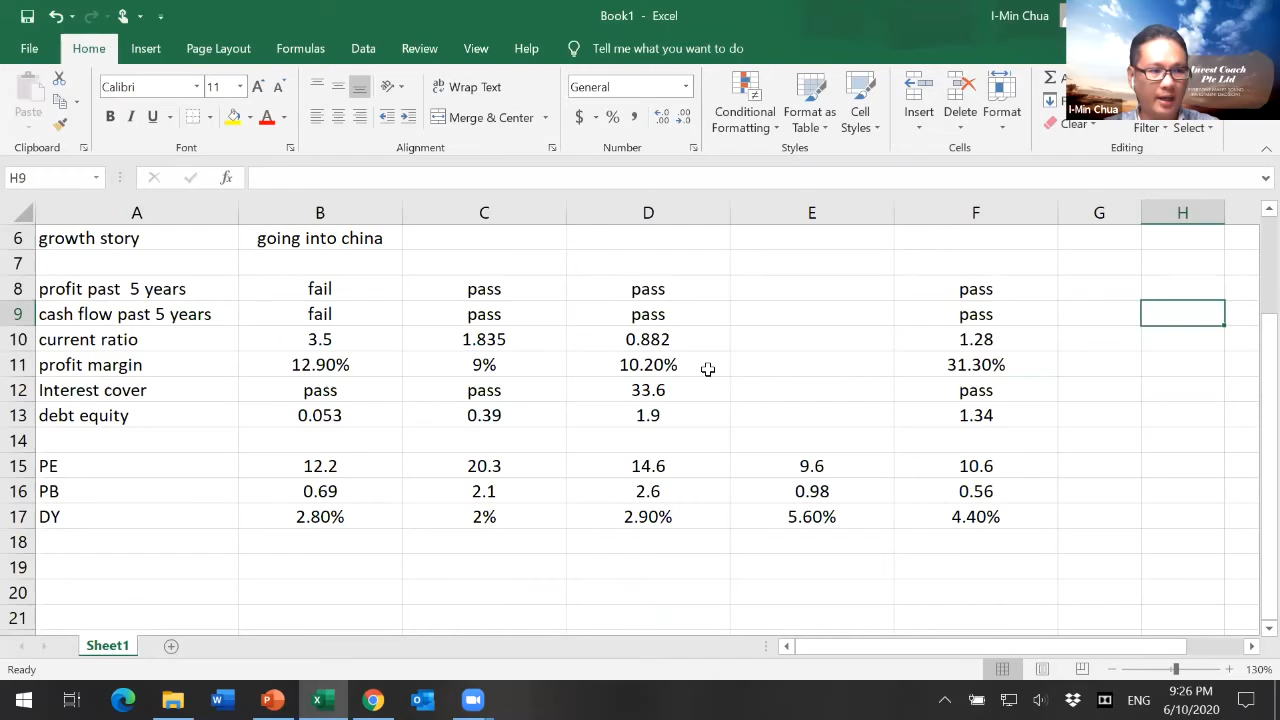 Book1 - Excel
I-Min Chua
File Home Insert Page Layout Formulas Data Review View Help Tell me what you want to do
Invest Coach
Pte Ltd
I-Min Chua
Paste
Calibri 11
B I U
Wrap Text
Merge & Center
General
$ % ,
Conditional
Formatting
Format as
Table
Cell
Styles
Insert Delete Format
Clear
Filter Select
Clipboard Font Alignment Number Styles Cells Editing
H9 fx
A B C D E F G H
6 growth story going into china
7
8 profit past 5 years fail pass pass pass
9 cash flow past 5 years fail pass pass pass
10 current ratio 3.5 1.835 0.882 1.28
11 profit margin 12.90% 9% 10.20% 31.30%
12 Interest cover pass pass 33.6 pass
13 debt equity 0.053 0.39 1.9 1.34
14
15 PE 12.2 20.3 14.6 9.6 10.6
16 PB 0.69 2.1 2.6 0.98 0.56
17 DY 2.80% 2% 2.90% 5.60% 4.40%
18
19
20
21
Sheet1
Ready 130%
ENG
9:26 PM
6/10/2020